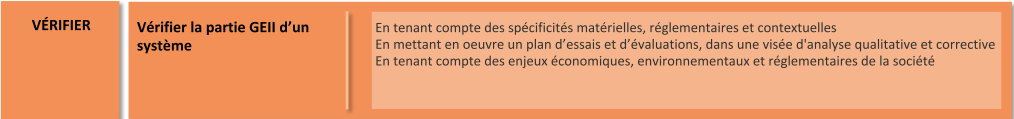 VÉRIFIER
Vérifier la partie GEII d’un
système
En tenant compte des spécificités matérielles, réglementaires et contextuelles
En mettant en oeuvre un plan d’essais et d’évaluations, dans une visée d'analyse qualitative et corrective
En tenant compte des enjeux économiques, environnementaux et réglementaires de la société